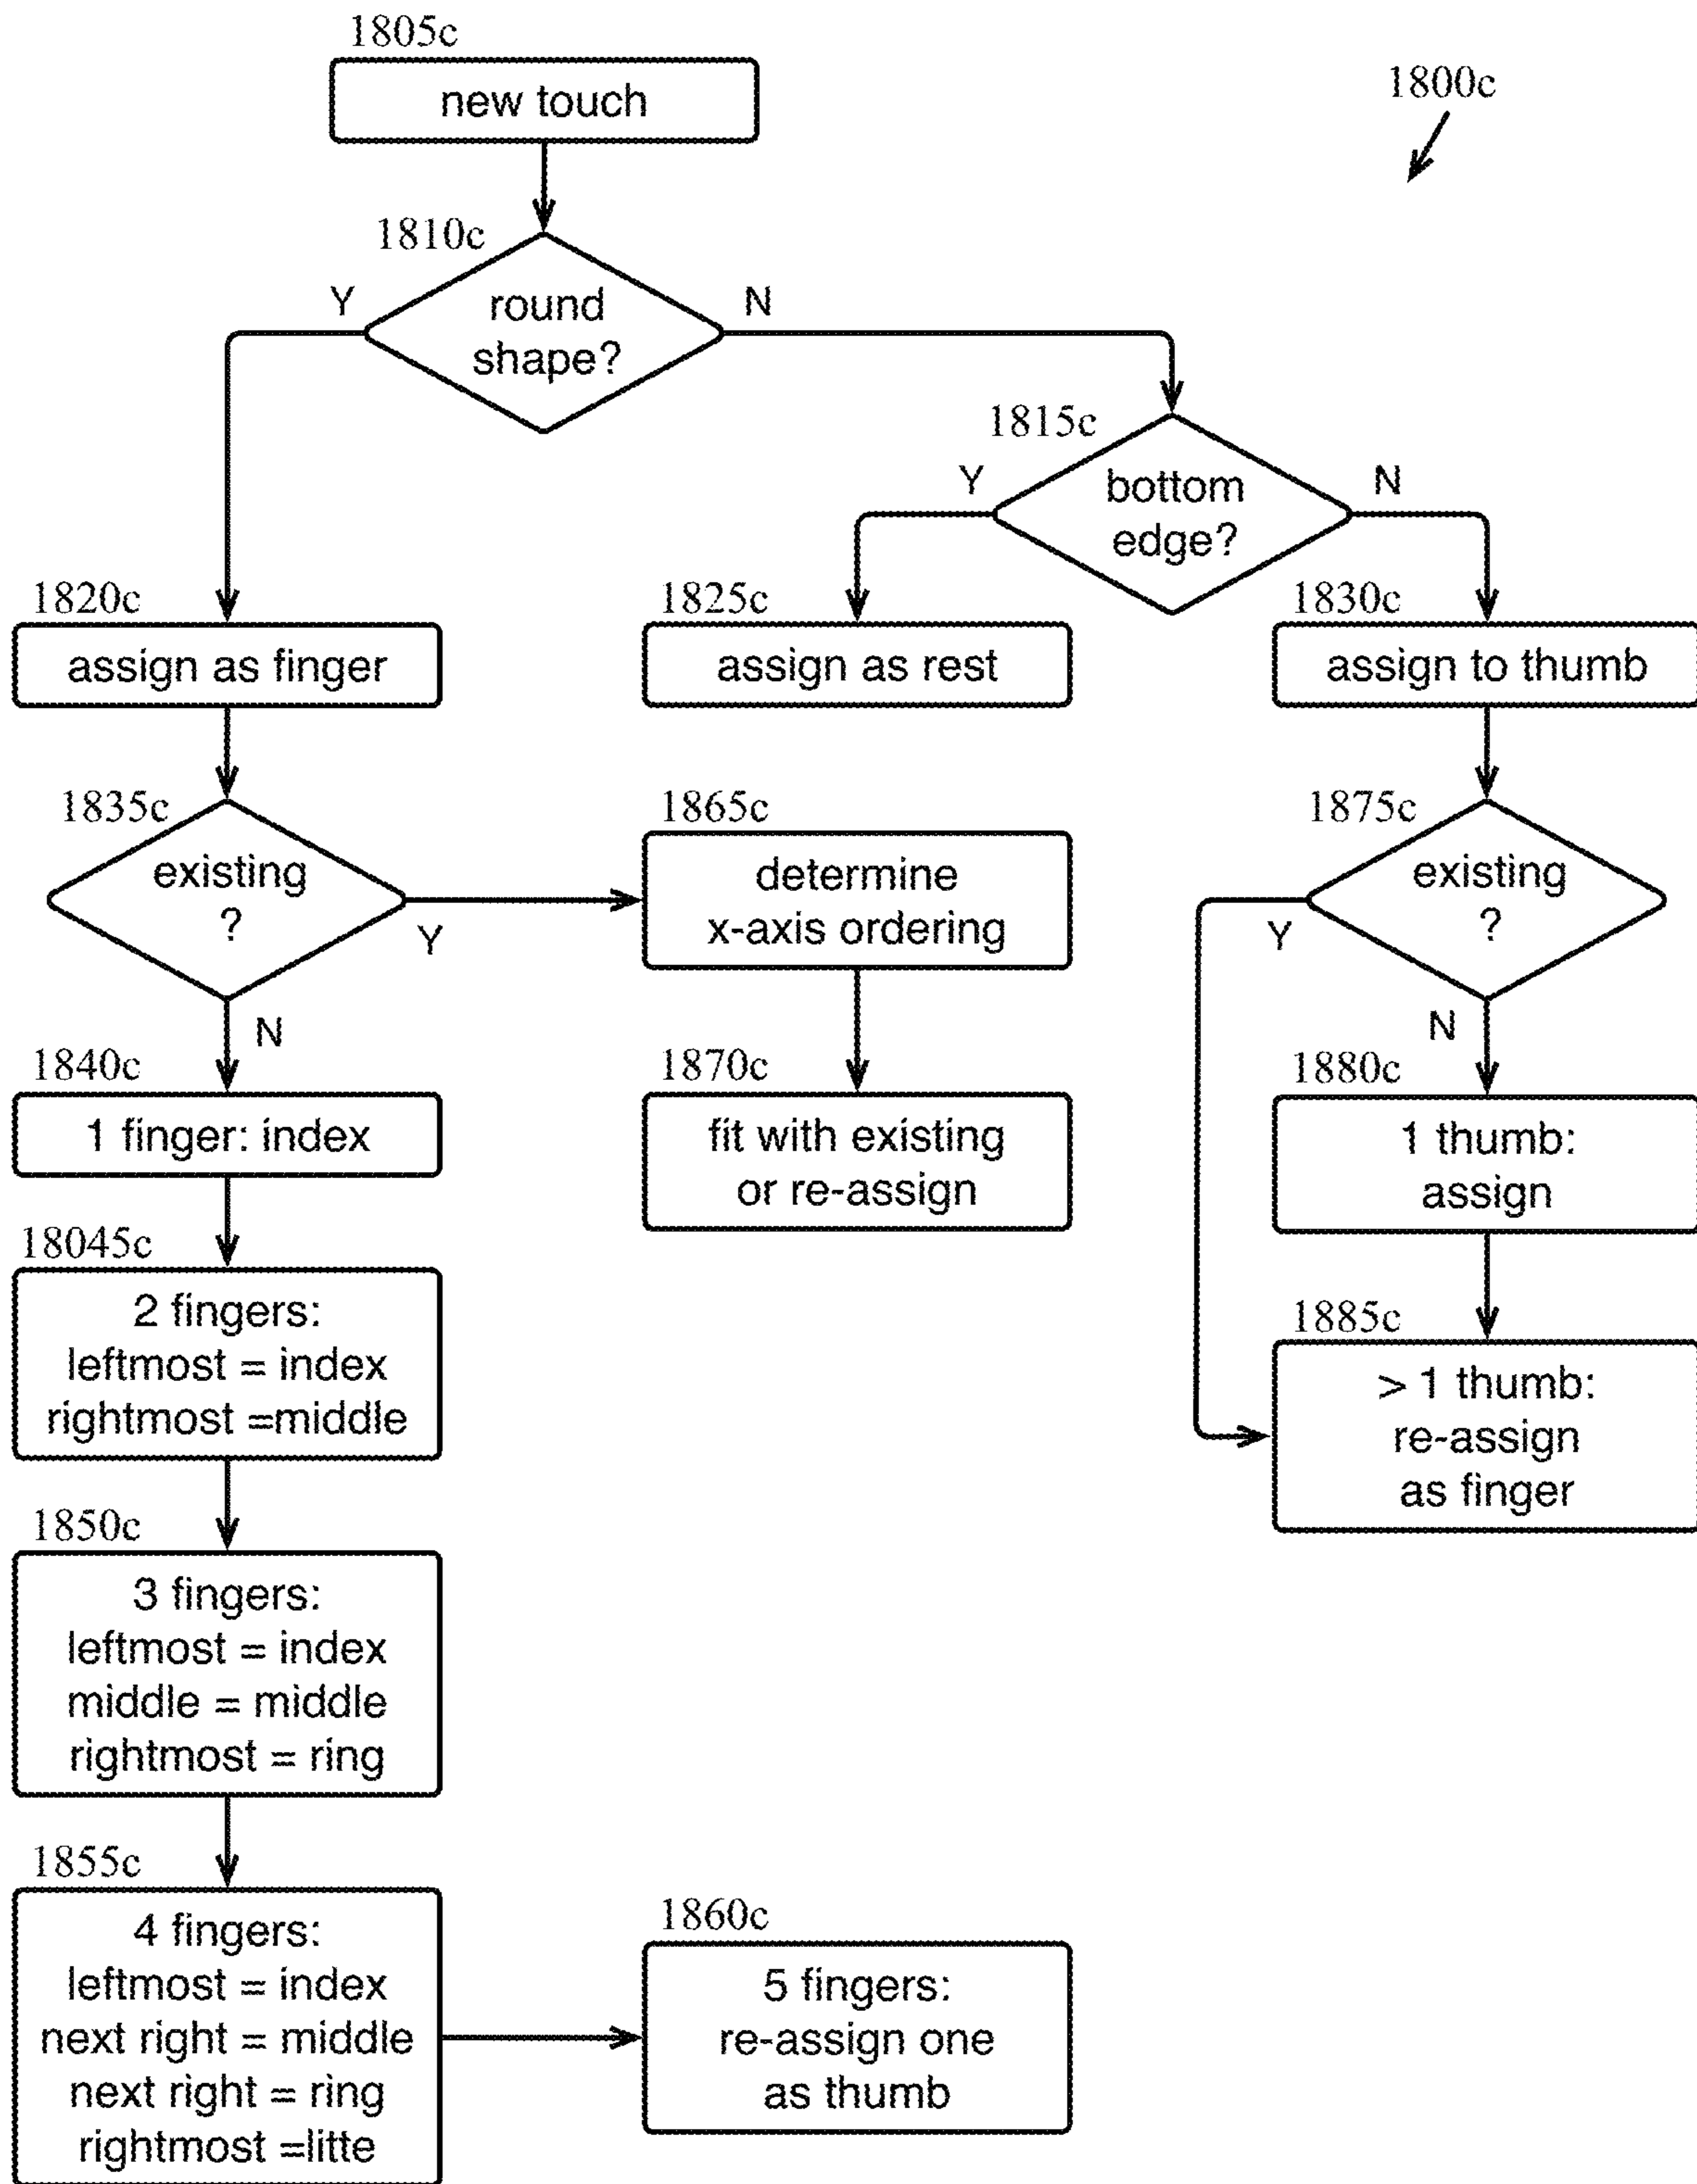 1805c
new touch
1800c
1810c
Y
round
shape?
N
1815c
Y
bottom
edge?
N
1820c
assign as finger
1825c
assign as rest
1830c
assign to thumb
1835c
existing
?
Y
N
1865c
determine
x-axis ordering
1875c
existing
?
Y
N
1840c
1 finger: index
1870c
fit with existing
or re-assign
1880c
1 thumb:
assign
18045c
2 fingers:
leftmost = index
rightmost =middle
1885c
> 1 thumb:
re-assign
as finger
1850c
3 fingers:
leftmost = index
middle = middle
rightmost = ring
1855c
4 fingers:
leftmost = index
next right = middle
next right = ring
rightmost =litte
1860c
5 fingers:
re-assign one
as thumb